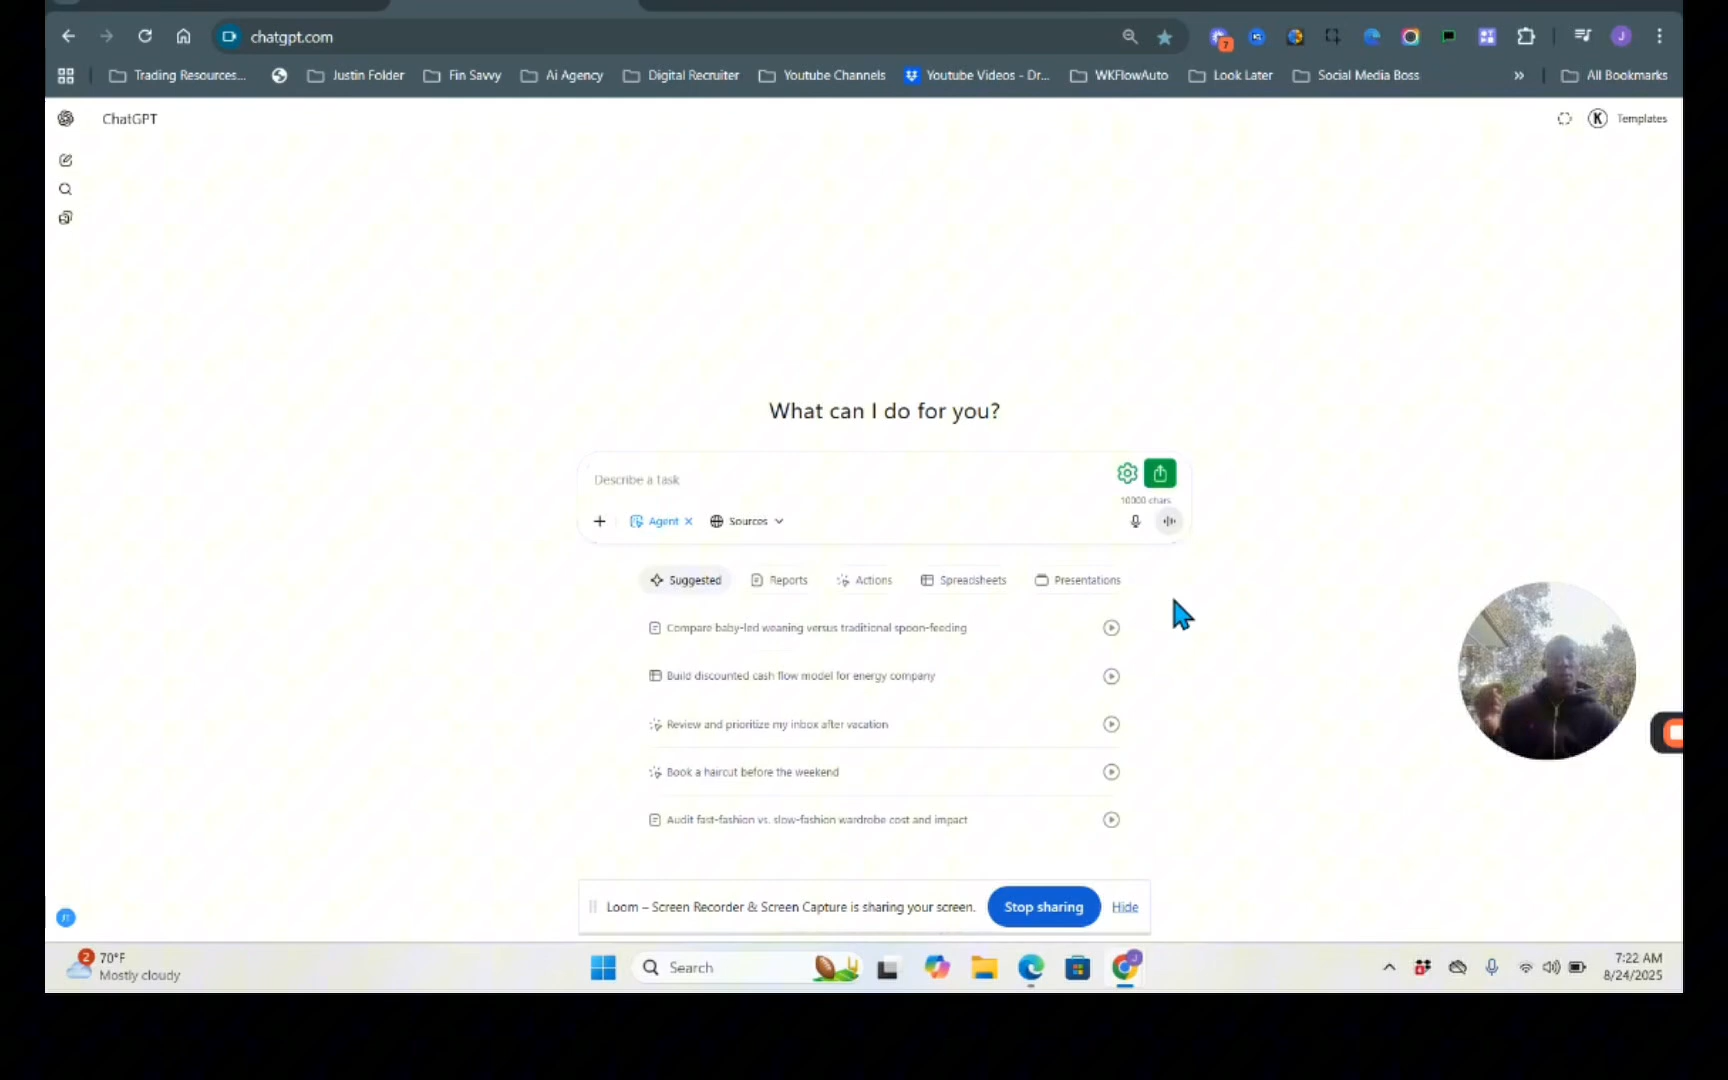 chatgpt.com
7
J
Trading Resources...
Justin Folder
Fin Savvy
Ai Agency
Digital Recruiter
Youtube Channels
Youtube Videos - Dr...
WKFlowAuto
Look Later
Social Media Boss
»
All Bookmarks
ChatGPT
K
Templates
What can I do for you?
Describe a task
10000 chars
Agent
Sources
Suggested
Reports
Actions
Spreadsheets
Presentations
Compare baby-led weaning versus traditional spoon-feeding
Build discounted cash flow model for energy company
Review and prioritize my inbox after vacation
Book a haircut before the weekend
Audit fast-fashion vs. slow-fashion wardrobe cost and impact
Loom – Screen Recorder & Screen Capture is sharing your screen.
Stop sharing
Hide
2
70°F
Mostly cloudy
Search
J
7:22 AM
8/24/2025